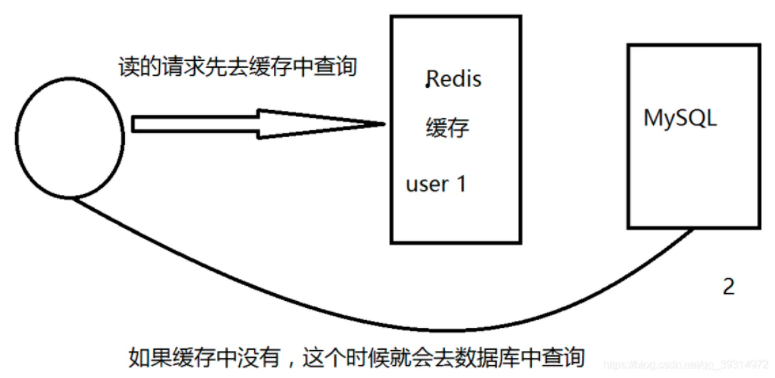 读的请求先去缓存中查询
Redis
缓存
user 1
MySQL
2
如果缓存中没有，这个时候就会去数据库中查询
https://blog.csdn.net/qq_39314972